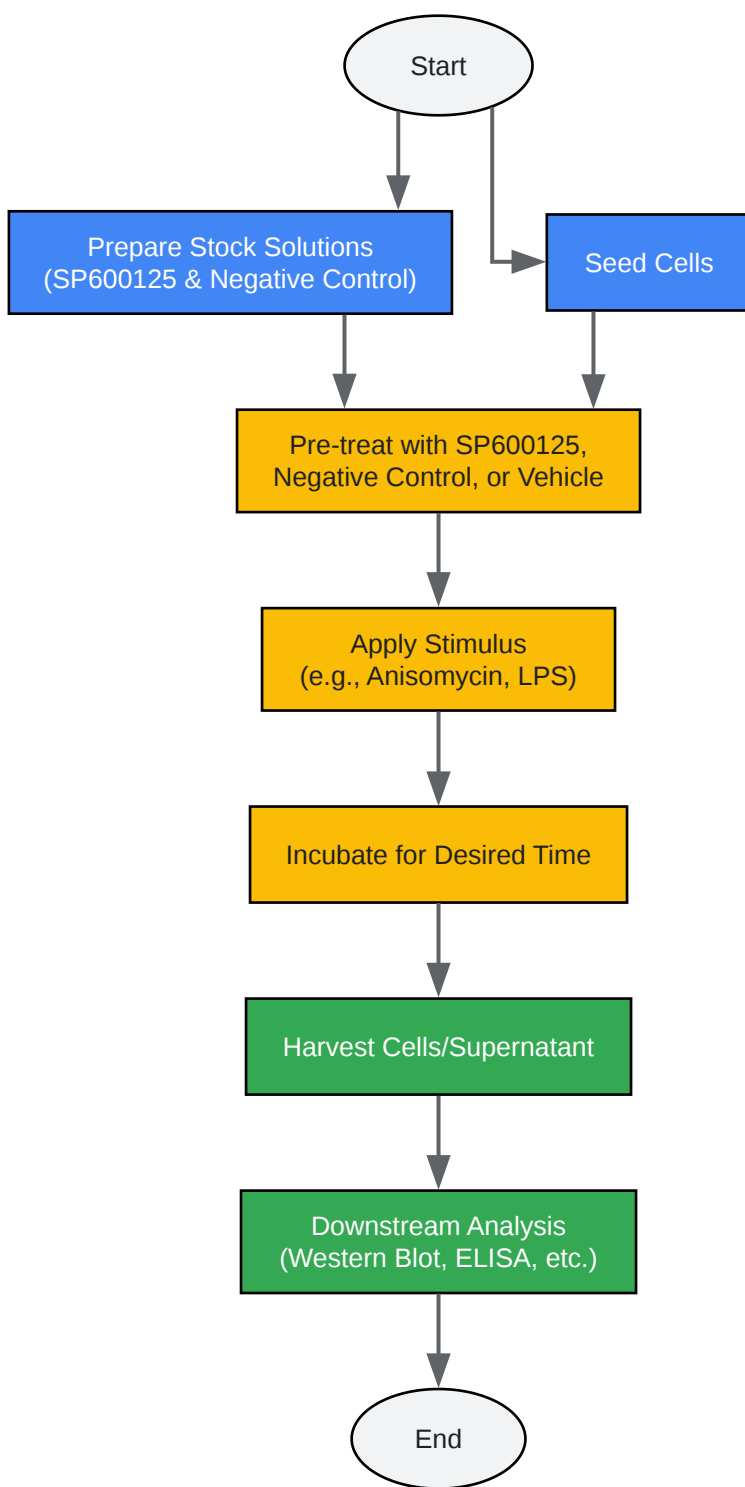 Start
Prepare Stock Solutions
(SP600125 & Negative Control)
Seed Cells
Pre-treat with SP600125,
Negative Control, or Vehicle
Apply Stimulus
(e.g., Anisomycin, LPS)
Incubate for Desired Time
Harvest Cells/Supernatant
Downstream Analysis
(Western Blot, ELISA, etc.)
End